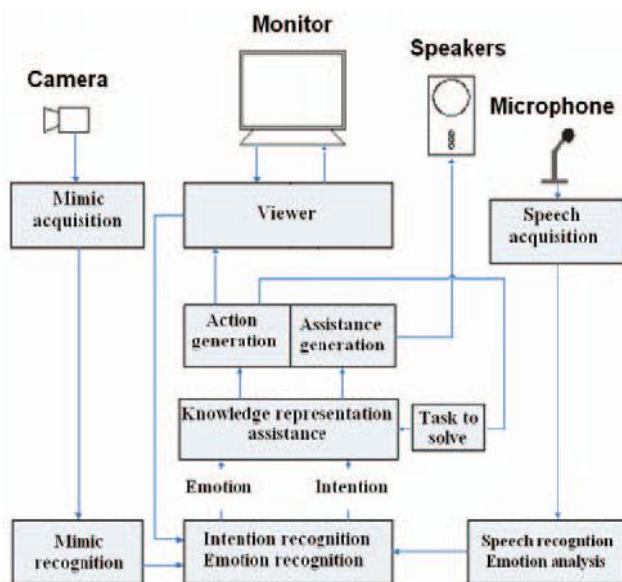 Monitor
Speakers
Camera
Microphone
Mimic
acquisition
Viewer
Speech
acquisition
Action
generation
Assistance
generation
Knowledge representation
assistance
Task to
solve
Emotion
Intention
Mimic
recognition
Intention recognition
Emotion recognition
Speech recogntion
Emotion analysis